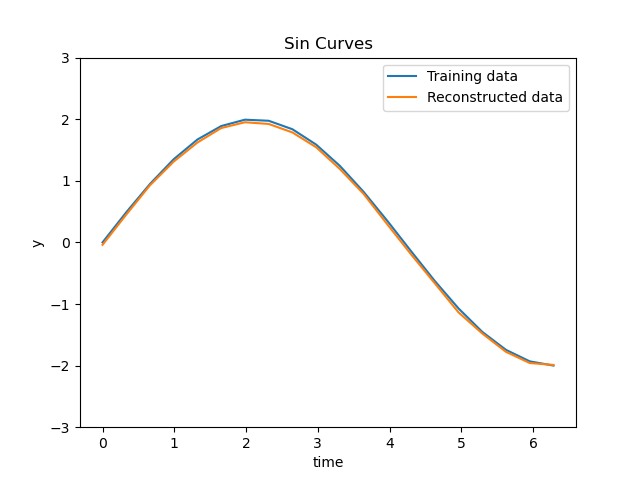 Sin Curves
Training data
Reconstructed data
3
2
1
0
−1
−2
−3
y
0 1 2 3 4 5 6
time